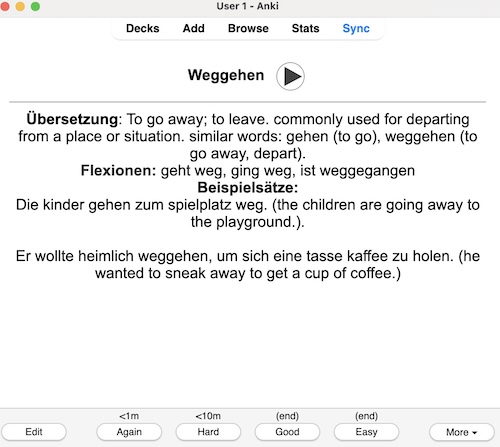 User 1 - Anki
Decks Add Browse Stats Sync
Weggehen
Übersetzung: To go away; to leave. commonly used for departing
from a place or situation. similar words: gehen (to go), weggehen (to
go away, depart).
Flexionen: geht weg, ging weg, ist weggegangen
Beispielsätze:
Die kinder gehen zum spielplatz weg. (the children are going away to
the playground.).
Er wollte heimlich weggehen, um sich eine tasse kaffee zu holen. (he
wanted to sneak away to get a cup of coffee.)
<1m <10m (end) (end)
Edit Again Hard Good Easy More